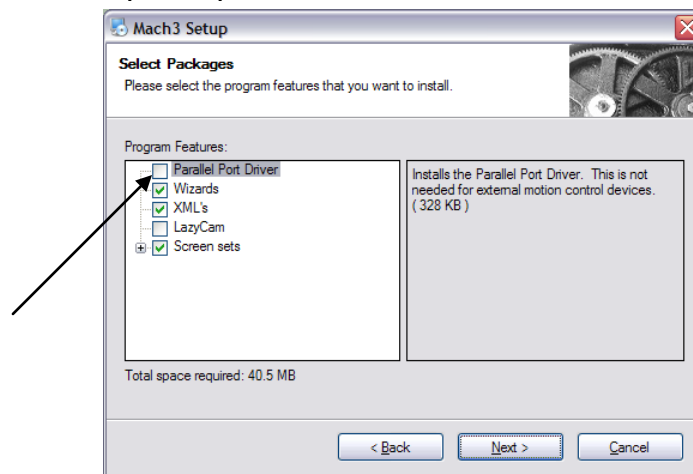 Mach3 Setup
Select Packages
Please select the program features that you want to install.
Program Features:
Parallel Port Driver
Wizards
XML's
LazyCam
Screen sets
Installs the Parallel Port Driver. This is not
needed for external motion control devices.
( 328 KB )
Total space required: 40.5 MB
< Back
Next >
Cancel